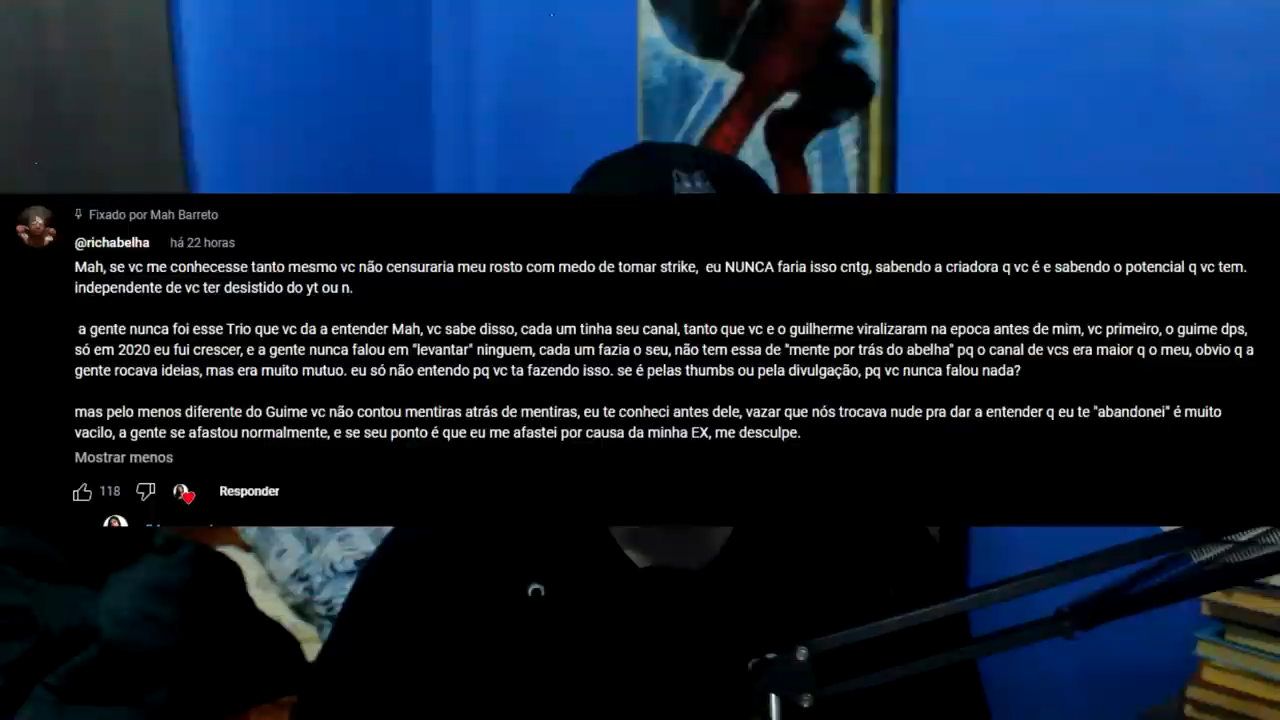 Fixado por Mah Barreto
@richabelha há 22 horas
Mah, se vc me conhecesse tanto mesmo vc não censuraria meu rosto com medo de tomar strike, eu NUNCA faria isso cntg, sabendo a criadora q vc é e sabendo o potencial q vc tem.
independente de vc ter desistido do yt ou n.
a gente nunca foi esse Trio que vc da a entender Mah, vc sabe disso, cada um tinha seu canal, tanto que vc e o guilherme viralizaram na epoca antes de mim, vc primeiro, o guime dps,
só em 2020 eu fui crescer, e a gente nunca falou em "levantar" ninguem, cada um fazia o seu, não tem essa de "mente por trás do abelha" pq o canal de vcs era maior q o meu, obvio q a
gente rocava ideias, mas era muito mutuo. eu só não entendo pq vc ta fazendo isso. se é pelas thumbs ou pela divulgação, pq vc nunca falou nada?
mas pelo menos diferente do Guime vc não contou mentiras atrás de mentiras, eu te conheci antes dele, vazar que nós trocava nude pra dar a entender q eu te "abandonei" é muito
vacilo, a gente se afastou normalmente, e se seu ponto é que eu me afastei por causa da minha EX, me desculpe.
Mostrar menos
118 Responder